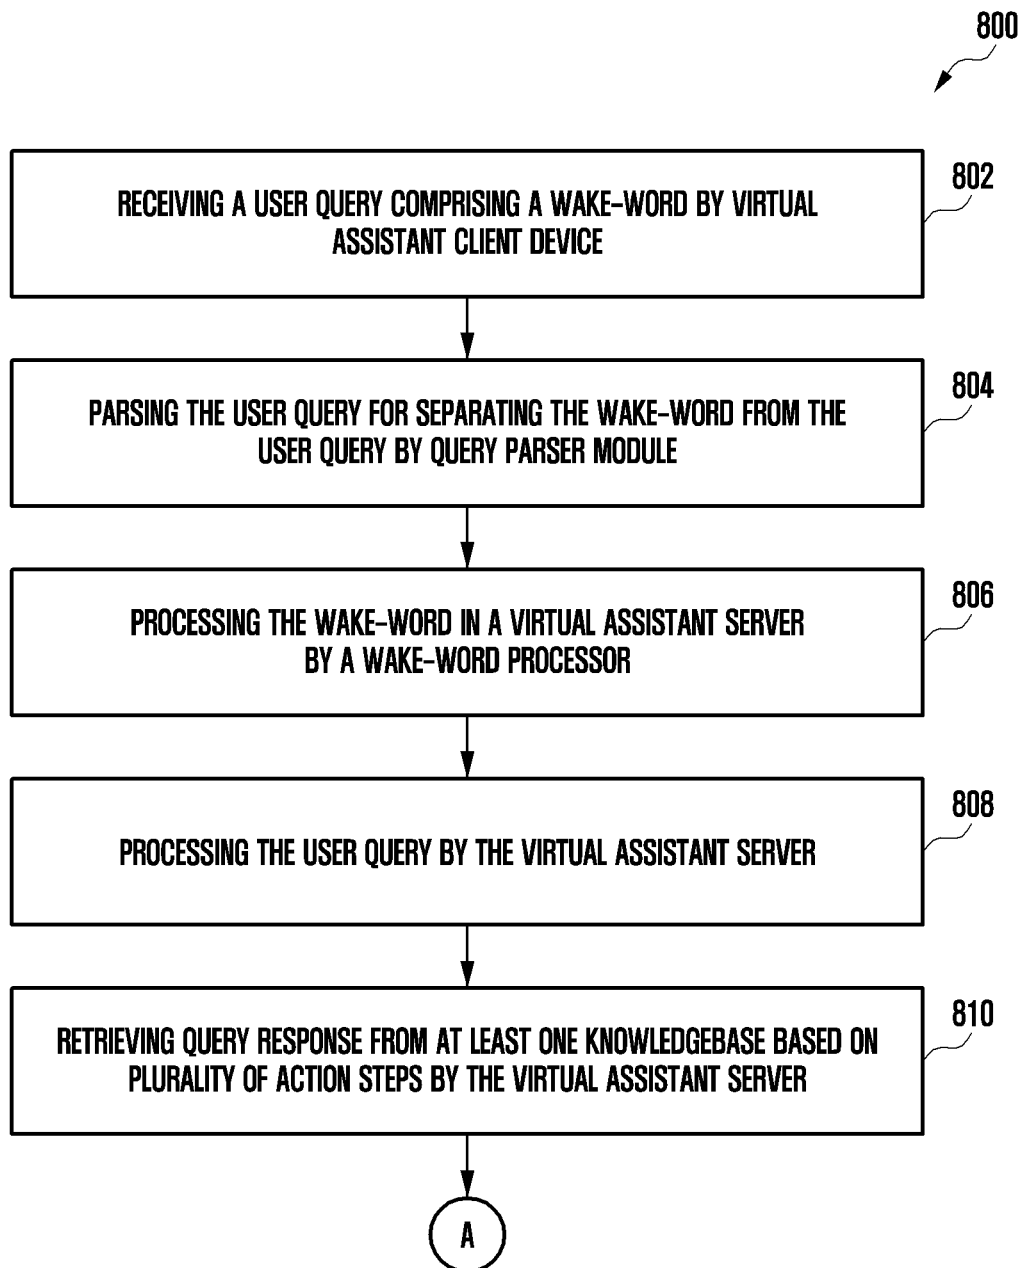 800
RECEIVING A USER QUERY COMPRISING A WAKE-WORD BY VIRTUAL
ASSISTANT CLIENT DEVICE
802
PARSING THE USER QUERY FOR SEPARATING THE WAKE-WORD FROM THE
USER QUERY BY QUERY PARSER MODULE
804
PROCESSING THE WAKE-WORD IN A VIRTUAL ASSISTANT SERVER
BY A WAKE-WORD PROCESSOR
806
PROCESSING THE USER QUERY BY THE VIRTUAL ASSISTANT SERVER
808
RETRIEVING QUERY RESPONSE FROM AT LEAST ONE KNOWLEDGEBASE BASED ON
PLURALITY OF ACTION STEPS BY THE VIRTUAL ASSISTANT SERVER
810
A